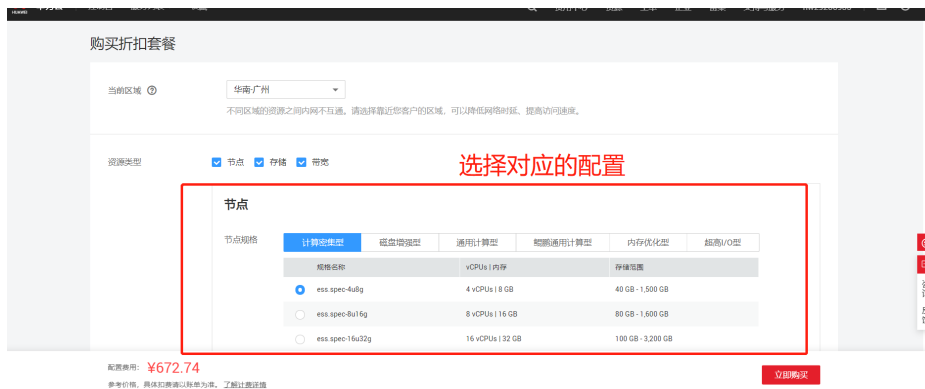 HUAWEI
购买折扣套餐
当前区域
华南-广州
不同区域的资源之间内网不互通。请选择靠近您客户的区域，可以降低网络时延、提高访问速度。
资源类型 节点 存储 带宽
选择对应的配置
节点
节点规格 计算密集型 磁盘增强型 通用计算型 鲲鹏通用计算型 内存优化型 超高I/O型
规格名称 vCPUs | 内存 存储范围
ess.spec-4u8g 4 vCPUs | 8 GB 40 GB - 1,500 GB
ess.spec-8u16g 8 vCPUs | 16 GB 80 GB - 1,600 GB
ess.spec-16u32g 16 vCPUs | 32 GB 100 GB - 3,200 GB
配置费用： ¥672.74
参考价格，具体扣费请以账单为准。 了解计费详情
立即购买